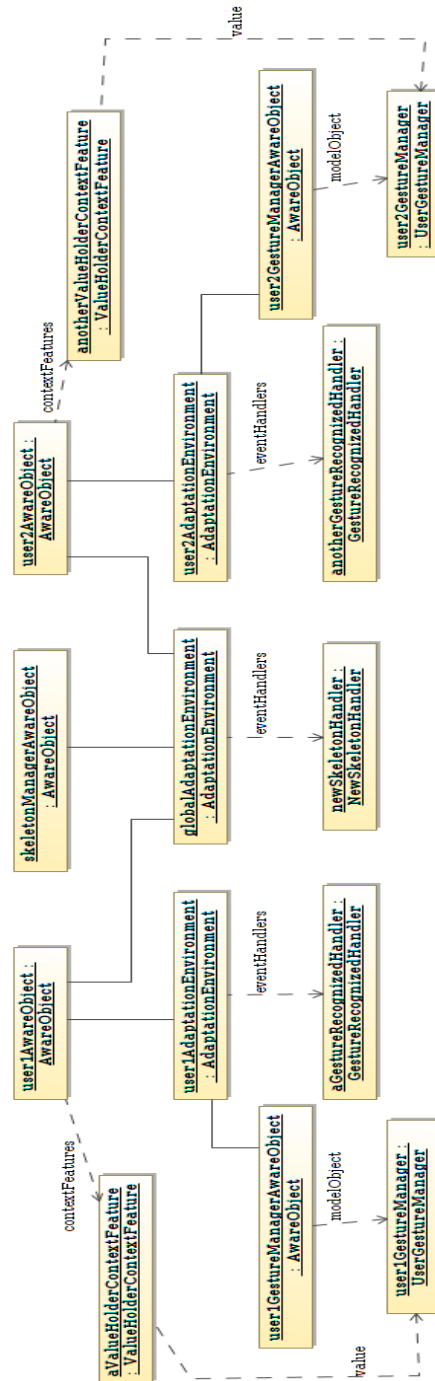 user1AwareObject :
AwareObject
skeletonManagerAwareObject
: AwareObject
user2AwareObject :
AwareObject
contextFeatures
contextFeatures
aValueHolderContextFeature
: ValueHolderContextFeature
anotherValueHolderContextFeature
: ValueHolderContextFeature
user1AdaptationEnvironment
: AdaptationEnvironment
globalAdaptationEnvironment
: AdaptationEnvironment
user2AdaptationEnvironment
: AdaptationEnvironment
value
eventHandlers
eventHandlers
eventHandlers
user1GestureManagerAwareObject
: AwareObject
user2GestureManagerAwareObject
: AwareObject
aGestureRecognizedHandler :
GestureRecognizedHandler
newSkeletonHandler :
NewSkeletonHandler
anotherGestureRecognizedHandler :
GestureRecognizedHandler
modelObject
modelObject
value
user1GestureManager :
UserGestureManager
user2GestureManager
: UserGestureManager